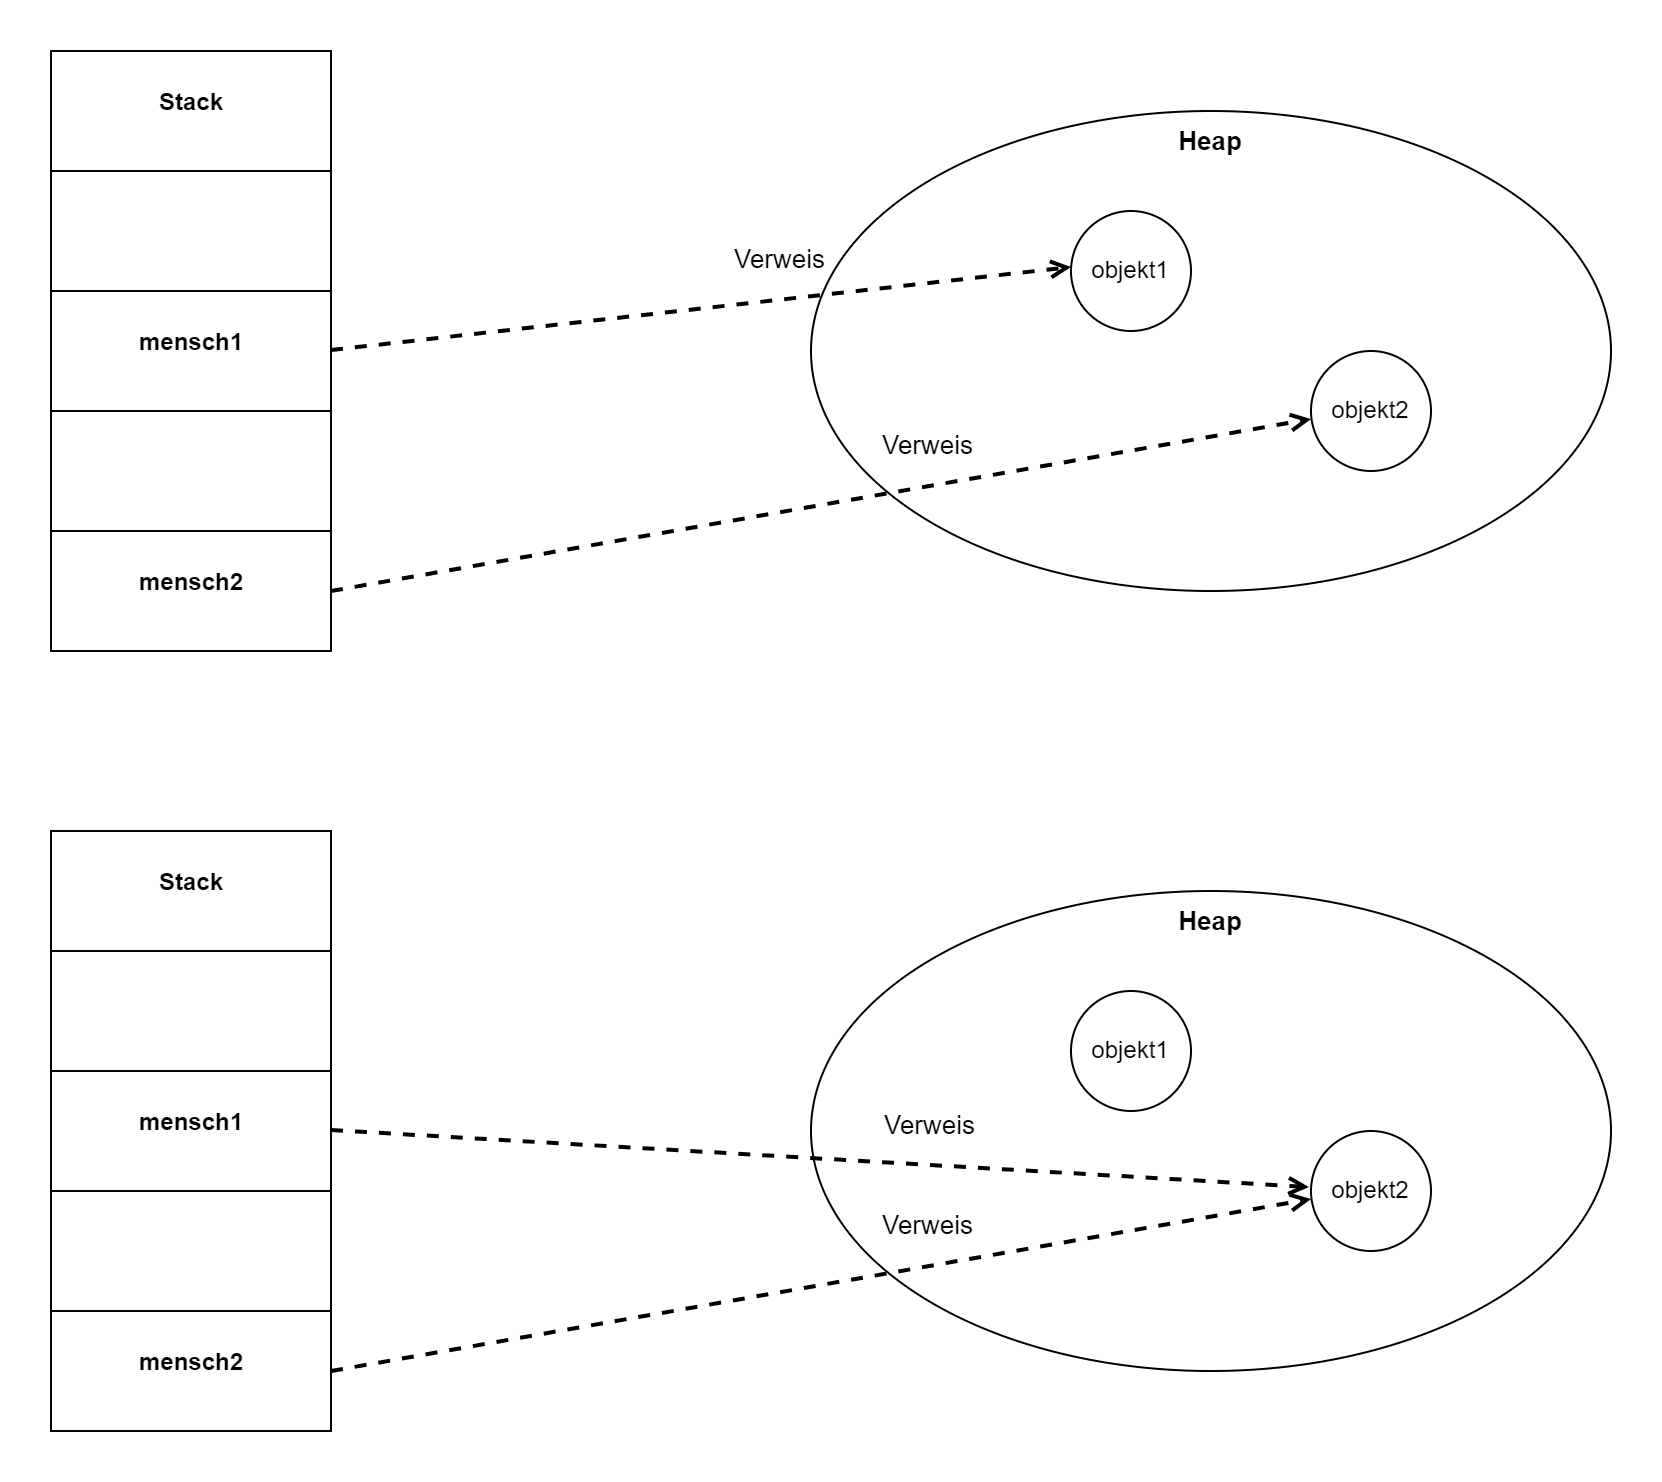 Stack
Heap
Verweis
objekt1
mensch1
objekt2
Verweis
mensch2
Stack
Heap
objekt1
mensch1
Verweis
objekt2
Verweis
mensch2